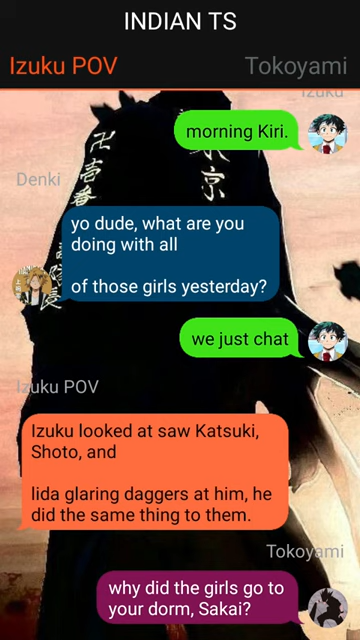 INDIAN TS
Izuku POV
Tokoyami
Izuku
morning Kiri.
Denki
yo dude, what are you
doing with all
of those girls yesterday?
we just chat
Izuku POV
Izuku looked at saw Katsuki,
Shoto, and
Iida glaring daggers at him, he
did the same thing to them.
Tokoyami
why did the girls go to
your dorm, Sakai?